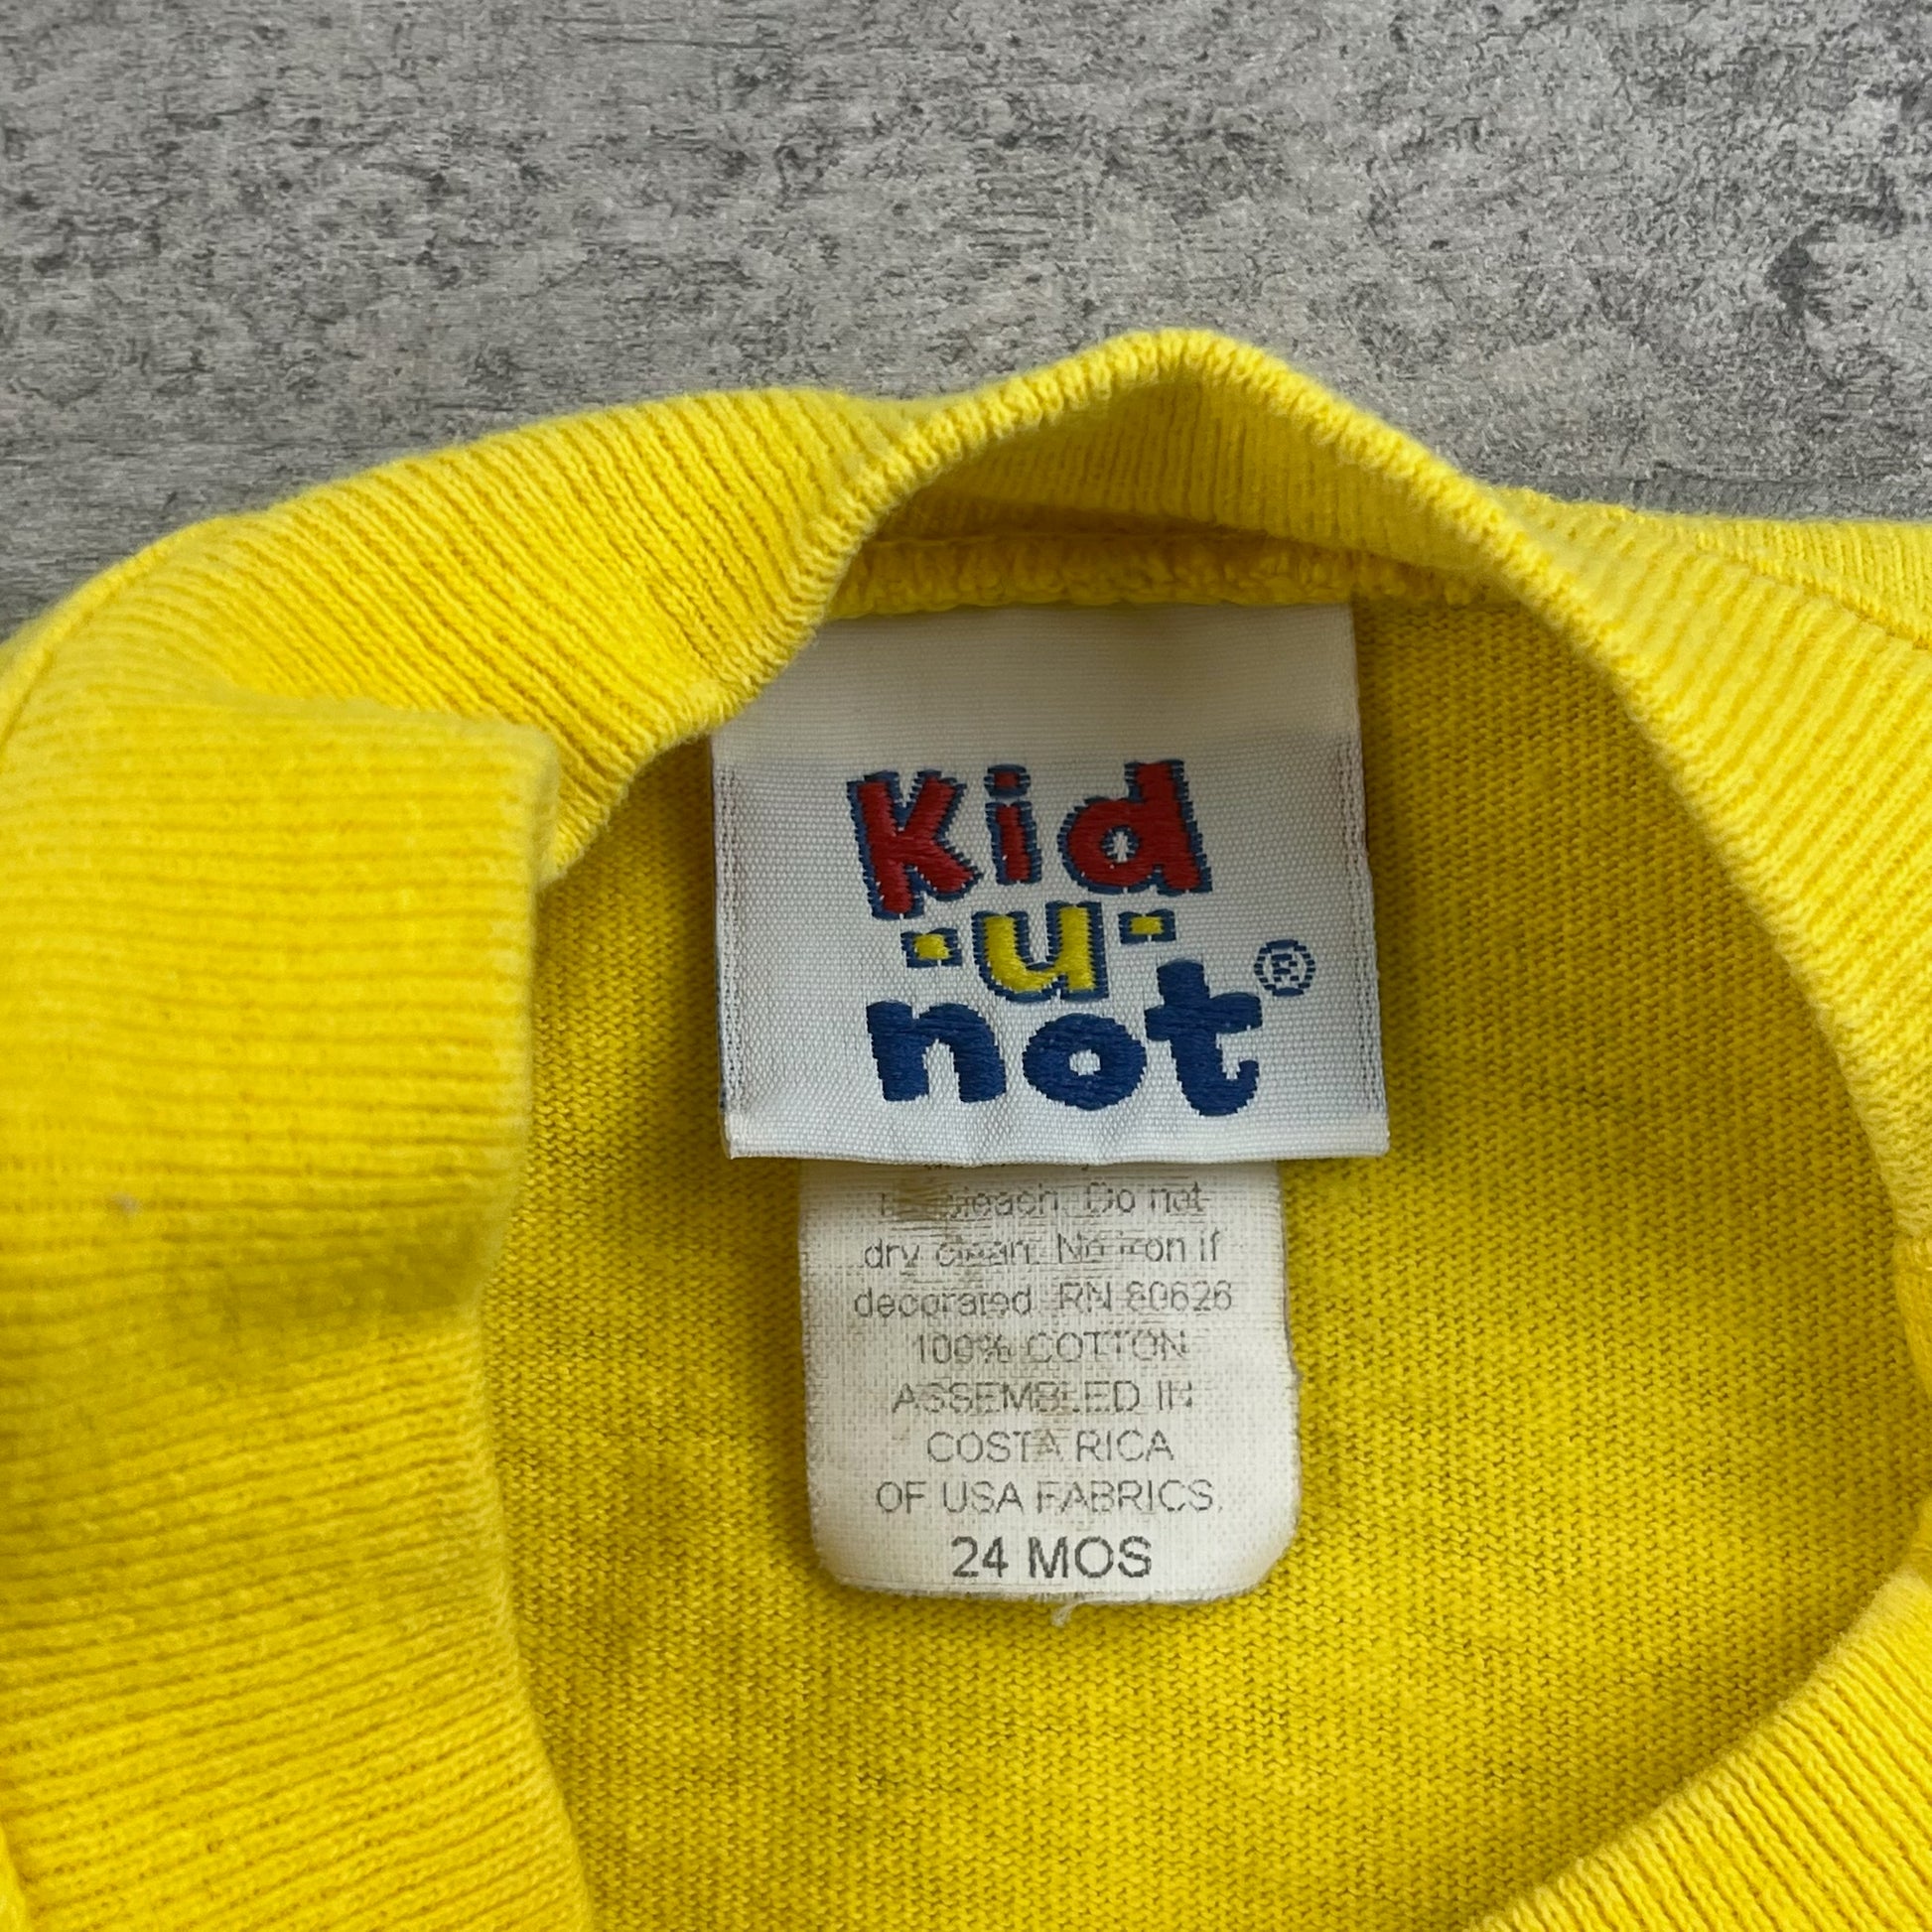 Kid
-u-
not®
bleach. Do not
dry clean. No iron if
decorated. RN 80626
100% COTTON
ASSEMBLED IN
COSTA RICA
OF USA FABRICS.
24 MOS